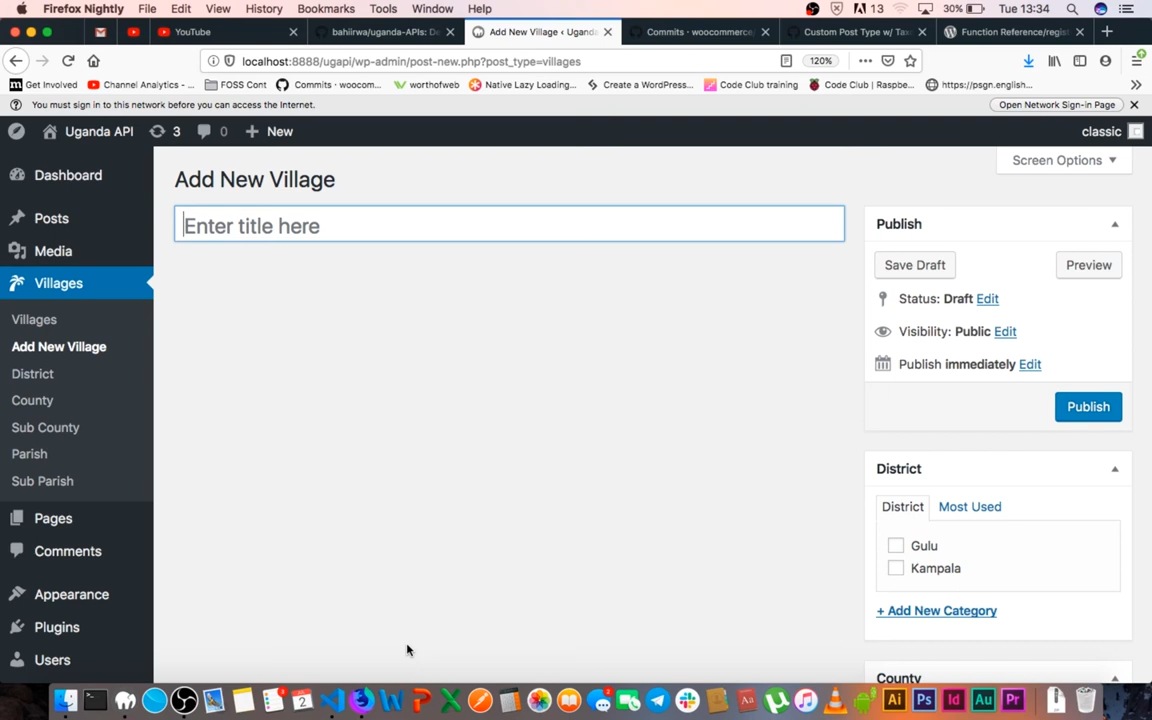 Firefox Nightly File Edit View History Bookmarks Tools Window Help 13 30% Tue 13:34
YouTube bahiirwa/uganda-APIs: De Add New Village ‹ Uganda Commits · woocommerce Custom Post Type w/ Tax Function Reference/regis
localhost:8888/ugapi/wp-admin/post-new.php?post_type=villages 120%
Get Involved Channel Analytics - ... FOSS Cont Commits · woocom... worthofweb Native Lazy Loading... Create a WordPress... Code Club training Code Club | Raspbe... https://psgn.english...
You must sign in to this network before you can access the Internet. Open Network Sign-in Page
Uganda API 3 0 New classic
Screen Options
Dashboard
Posts
Media
Villages
Villages
Add New Village
District
County
Sub County
Parish
Sub Parish
Pages
Comments
Appearance
Plugins
Users
Add New Village
Enter title here
Publish
Save Draft Preview
Status: Draft Edit
Visibility: Public Edit
Publish immediately Edit
Publish
District
District Most Used
Gulu
Kampala
+ Add New Category
County